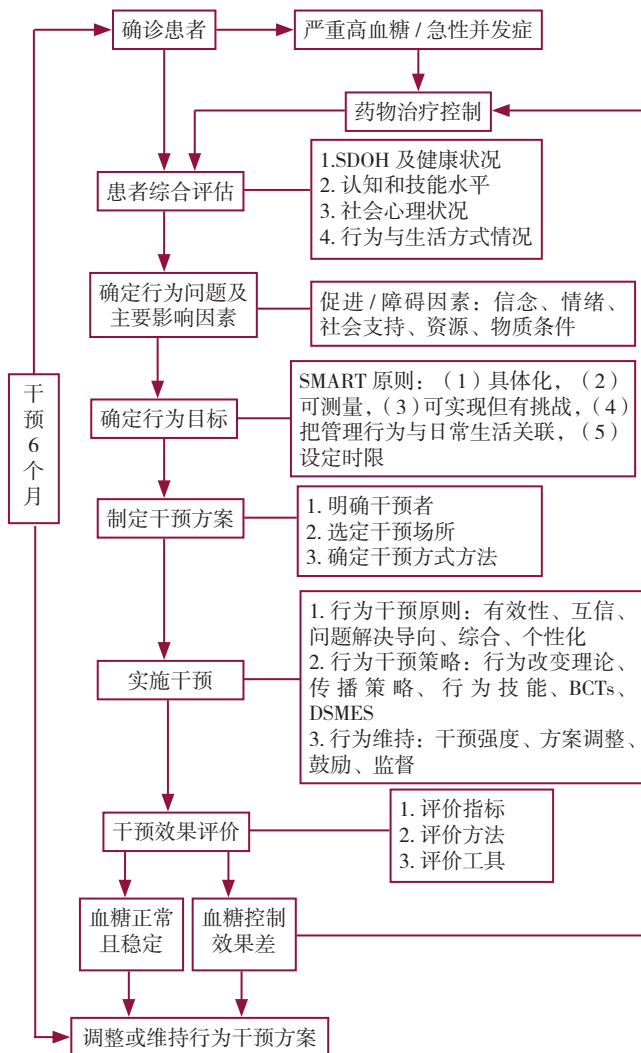 确诊患者
严重高血糖 / 急性并发症
药物治疗控制
患者综合评估
1.SDOH 及健康状况
2. 认知和技能水平
3. 社会心理状况
4. 行为与生活方式情况
确定行为问题及
主要影响因素
促进 / 障碍因素：信念、情绪、
社会支持、资源、物质条件
干
预
6
个
月
确定行为目标
SMART 原则：（1）具体化，（2）
可测量，（3）可实现但有挑战，（4）
把管理行为与日常生活关联，（5）
设定时限
制定干预方案
1. 明确干预者
2. 选定干预场所
3. 确定干预方式方法
实施干预
1. 行为干预原则：有效性、互信、
问题解决导向、综合、个性化
2. 行为干预策略：行为改变理论、
传播策略、行为技能、BCTs、
DSMES
3. 行为维持：干预强度、方案调整、
鼓励、监督
干预效果评价
1. 评价指标
2. 评价方法
3. 评价工具
血糖正常
且稳定
血糖控制
效果差
调整或维持行为干预方案